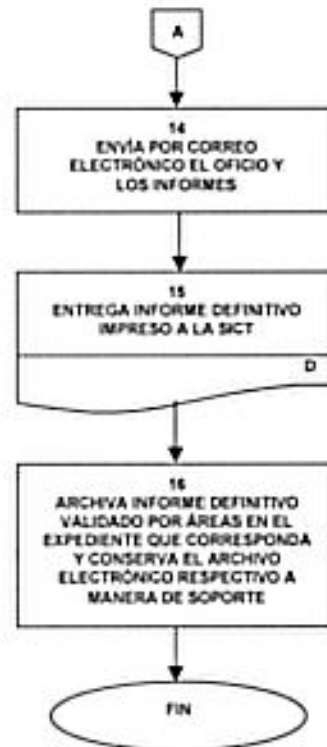 A
14
ENVÍA POR CORREO
ELECTRÓNICO EL OFICIO Y
LOS INFORMES
15
ENTREGA INFORME DEFINITIVO
IMPRESO A LA SICT
D
16
ARCHIVA INFORME DEFINITIVO
VALIDADO POR ÁREAS EN EL
EXPEDIENTE QUE CORRESPONDA
Y CONSERVA EL ARCHIVO
ELECTRÓNICO RESPECTIVO A
MANERA DE SOPORTE
FIN